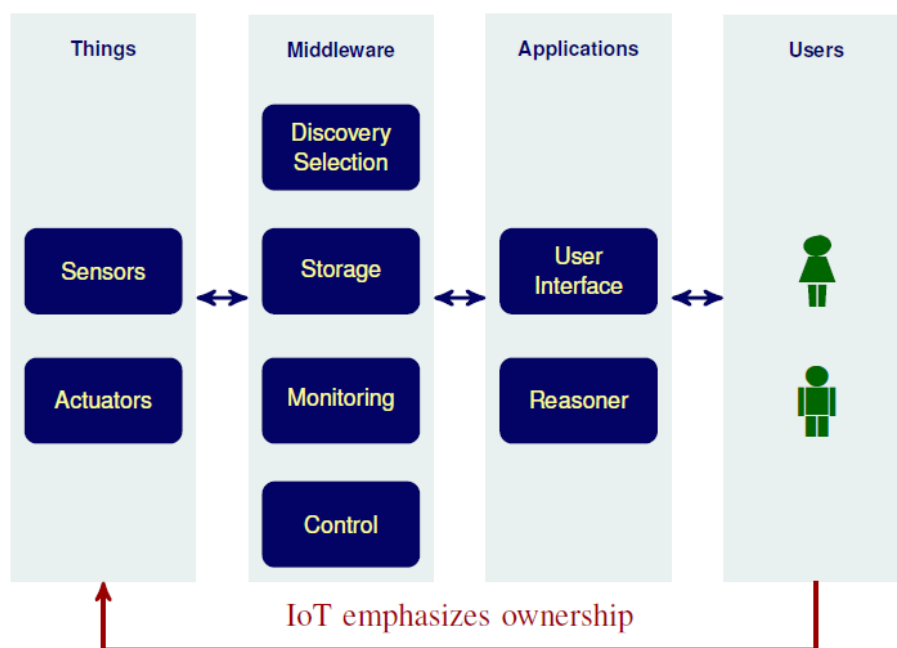 Things
Middleware
Applications
Users
Discovery
Selection
Sensors
Storage
User
Interface
Actuators
Monitoring
Reasoner
Control
IoT emphasizes ownership